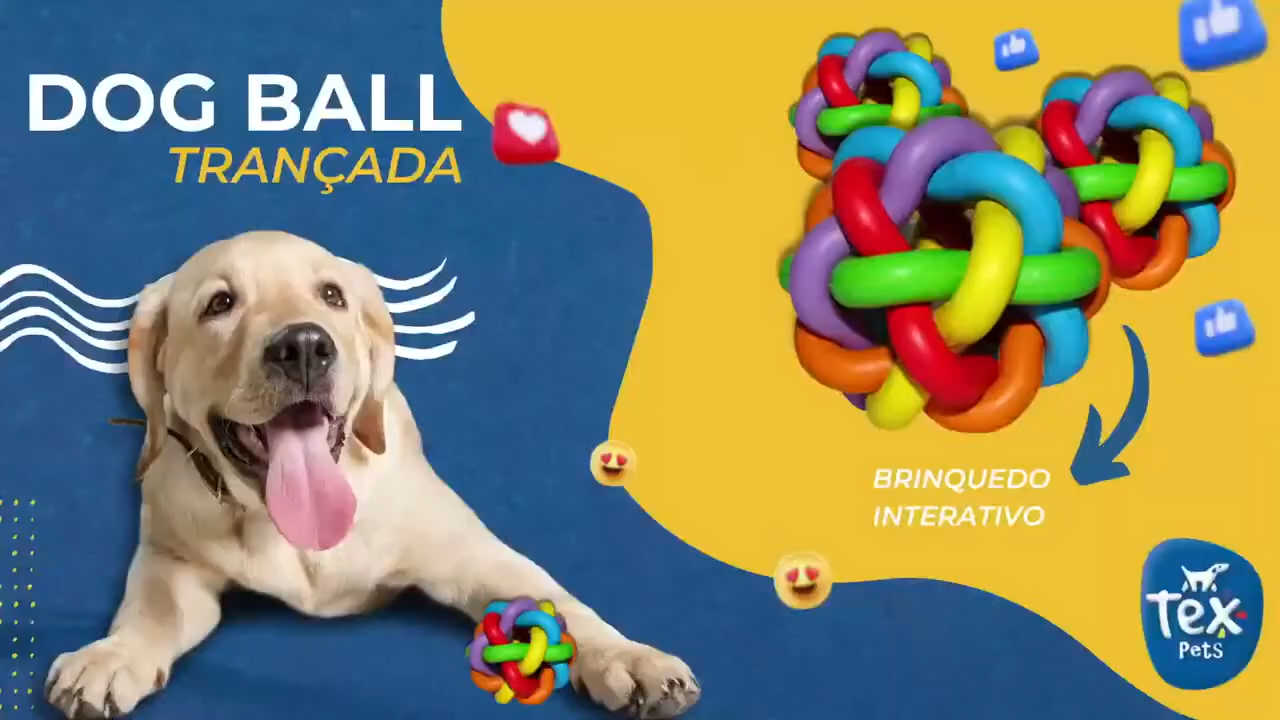 DOG BALL
TRANÇADA
BRINQUEDO
INTERATIVO
Tex
Pets